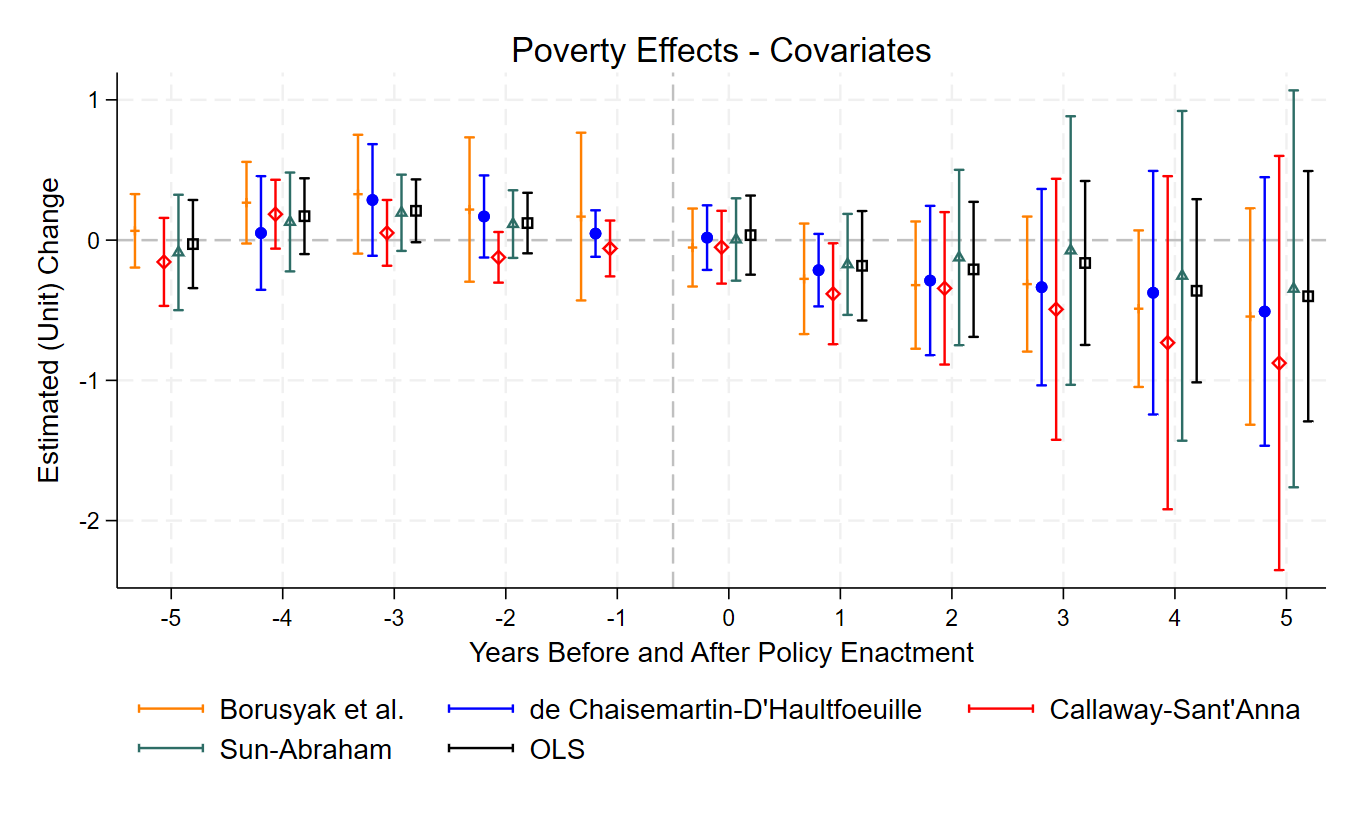 Poverty Effects - Covariates
Estimated (Unit) Change
1
0
-1
-2
-5 -4 -3 -2 -1 0 1 2 3 4 5
Years Before and After Policy Enactment
Borusyak et al. de Chaisemartin-D'Haultfoeuille Callaway-Sant'Anna
Sun-Abraham OLS